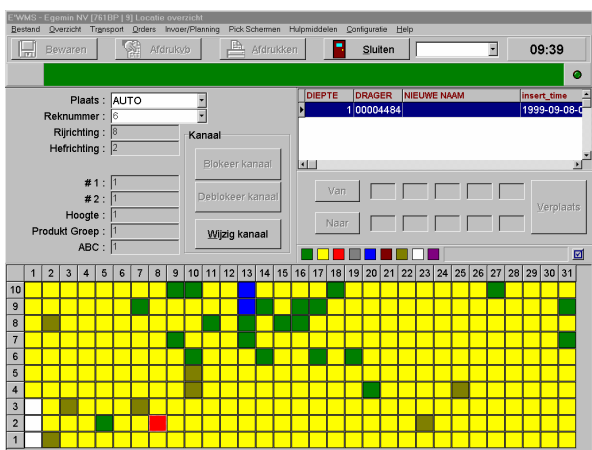 E'WMS - Egemin NV [761BP | 9] Locatie overzicht
Bestand Overzicht Transport Orders Invoer/Planning Pick Schermen Hulpmiddelen Configuratie Help
Bewaren Afdrukvb Afdrukken Sluiten 09:39
Plaats : AUTO
Reknummer : 6
Rijrichting : 8
Hefrichting : 2
# 1 : 1
# 2 : 1
Hoogte : 1
Produkt Groep : 1
ABC : 1
Kanaal
Blokeer kanaal
Deblokeer kanaal
Wijzig kanaal
DIEPTE DRAGER NIEUWE NAAM insert_time
1 00004484 1999-09-08-0
Van
Naar
Verplaats
1 2 3 4 5 6 7 8 9 10 11 12 13 14 15 16 17 18 19 20 21 22 23 24 25 26 27 28 29 30 31
10
9
8
7
6
5
4
3
2
1